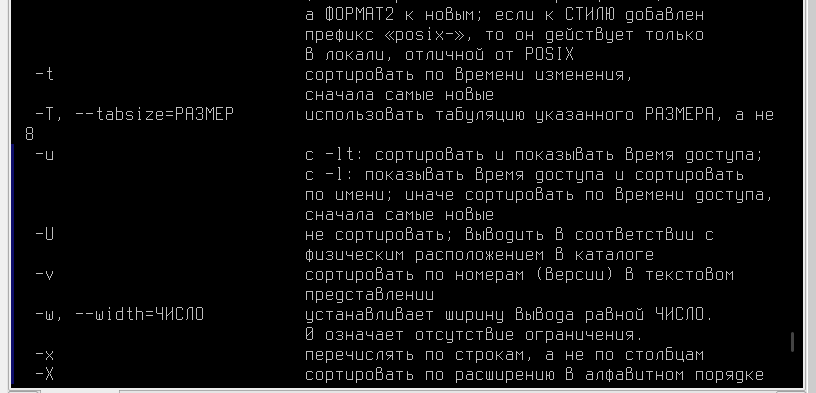 а ФОРМАТ2 к новым; если к СТИЛЮ добавлен
префикс «posix-», то он действует только
в локали, отличной от POSIX
-t сортировать по времени изменения,
сначала самые новые
-T, --tabsize=РАЗМЕР использовать табуляцию указанного РАЗМЕРА, а не
8
-u с -lt: сортировать и показывать время доступа;
с -l: показывать время доступа и сортировать
по имени; иначе сортировать по времени доступа,
сначала самые новые
-U не сортировать; выводить в соответствии с
физическим расположением в каталоге
-v сортировать по номерам (версии) в текстовом
представлении
-w, --width=ЧИСЛО устанавливает ширину вывода равной ЧИСЛО.
0 означает отсутствие ограничения.
-x перечислять по строкам, а не по столбцам
-X сортировать по расширению в алфавитном порядке